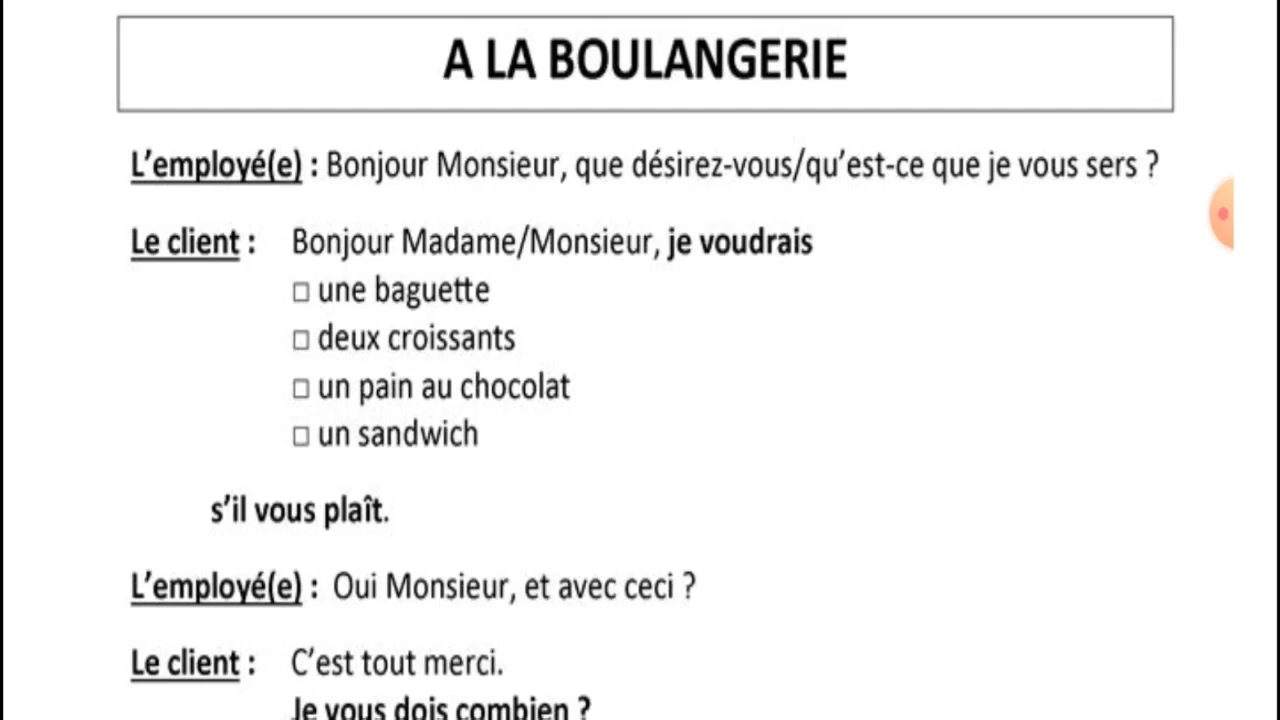 A LA BOULANGERIE
L’employé(e) : Bonjour Monsieur, que désirez-vous/qu’est-ce que je vous sers ?
Le client : Bonjour Madame/Monsieur, je voudrais
□ une baguette
□ deux croissants
□ un pain au chocolat
□ un sandwich
s’il vous plaît.
L’employé(e) : Oui Monsieur, et avec ceci ?
Le client : C’est tout merci.
Je vous dois combien ?